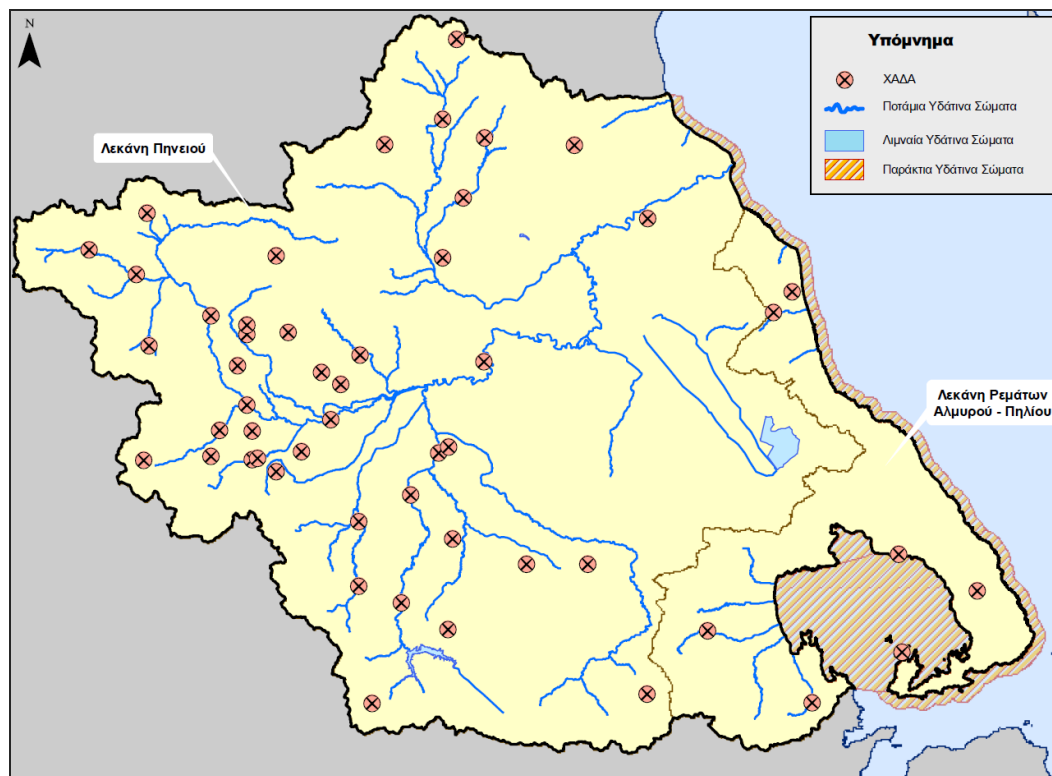 N
Υπόμνημα
ΧΑΔΑ
Ποτάμια Υδάτινα Σώματα
Λιμναία Υδάτινα Σώματα
Παράκτια Υδάτινα Σώματα
Λεκάνη Πηνειού
Λεκάνη Ρεμάτων
Αλμυρού - Πηλίου